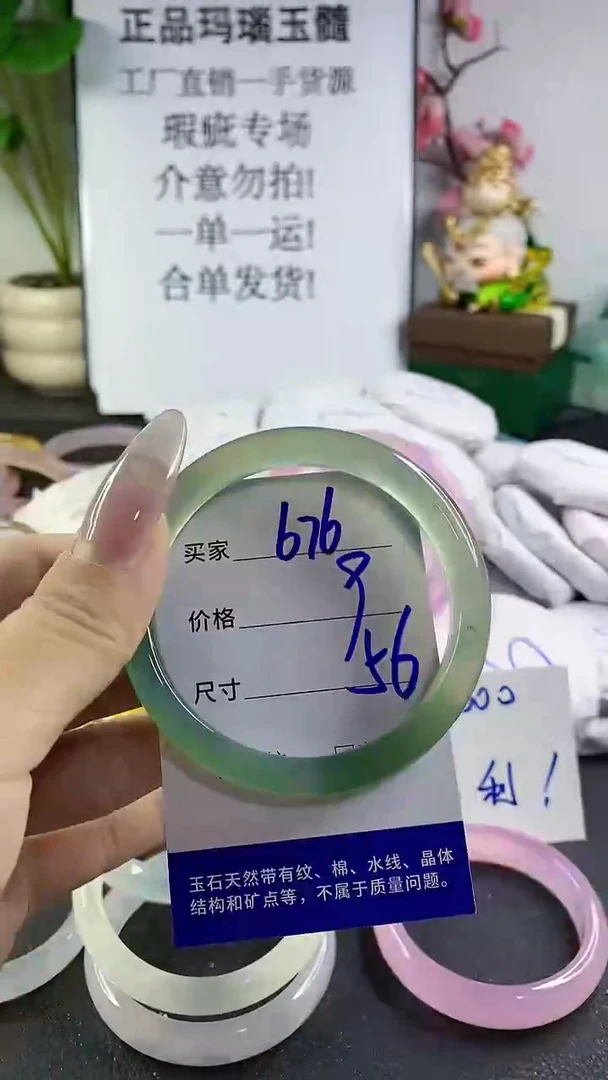 正品玛瑙玉髓
工厂直销一手货源
瑕疵专场
介意勿拍!
一单一运!
合单发货!
买家 676
价格 9
尺寸 56
利!
玉石天然带有纹、棉、水线、晶体
结构和矿点等，不属于质量问题。